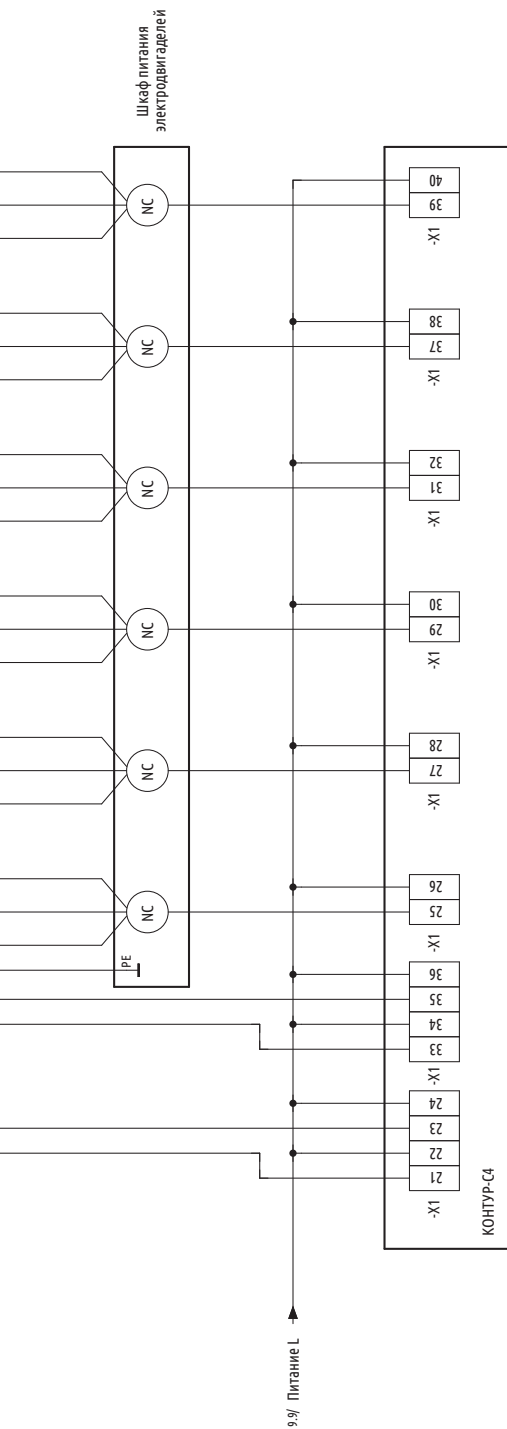 Шкаф питания
электродвигаделей
NC
40
39
-X1
NC
38
37
-X1
NC
32
31
-X1
NC
30
29
-X1
NC
28
27
-X1
NC
26
25
-X1
PE
36
35
34
33
-X1
24
23
22
21
-X1
КОНТУР-С4
9.9/ Питание L